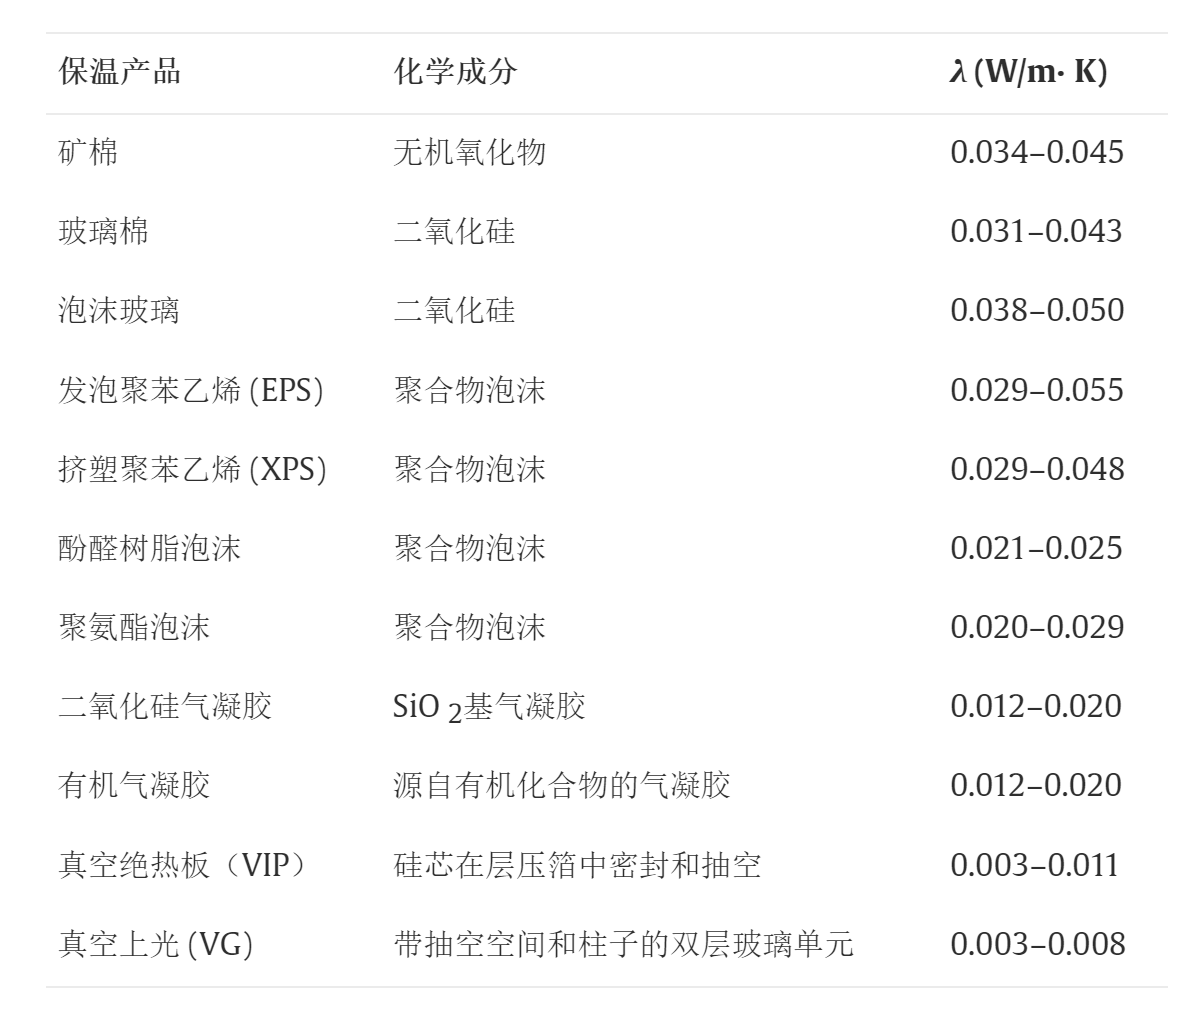 保温产品 化学成分 λ (W/m· K)
矿棉 无机氧化物 0.034–0.045
玻璃棉 二氧化硅 0.031–0.043
泡沫玻璃 二氧化硅 0.038–0.050
发泡聚苯乙烯 (EPS) 聚合物泡沫 0.029–0.055
挤塑聚苯乙烯 (XPS) 聚合物泡沫 0.029–0.048
酚醛树脂泡沫 聚合物泡沫 0.021–0.025
聚氨酯泡沫 聚合物泡沫 0.020–0.029
二氧化硅气凝胶 SiO 2基气凝胶 0.012–0.020
有机气凝胶 源自有机化合物的气凝胶 0.012–0.020
真空绝热板（VIP） 硅芯在层压箔中密封和抽空 0.003–0.011
真空上光 (VG) 带抽空空间和柱子的双层玻璃单元 0.003–0.008